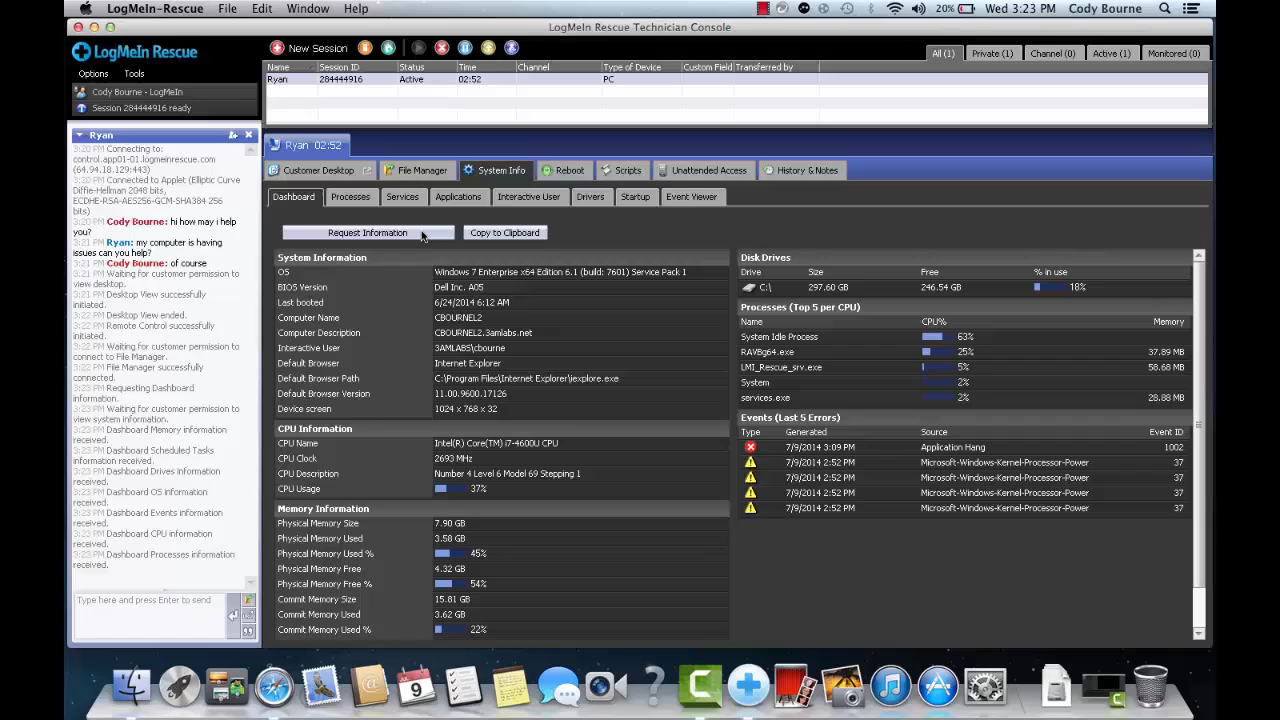 LogMeIn-Rescue File Edit Window Help 20% Wed 3:23 PM Cody Bourne
LogMeIn Rescue Technician Console
LogMeIn Rescue
Options Tools
Cody Bourne - LogMeIn
Session 284444916 ready
New Session
All (1) Private (1) Channel (0) Active (1) Monitored (0)
Name Session ID Status Time Channel Type of Device Custom Field Transferred by
Ryan 284444916 Active 02:52 PC
Ryan
3:20 PM Connecting to:
control.app01-01.logmeinrescue.com
(64.94.18.129:443)
3:20 PM Connected to Applet (Elliptic Curve
Diffie-Hellman 2048 bits,
ECDHE-RSA-AES256-GCM-SHA384 256
bits)
3:20 PM Cody Bourne: hi how may i help
you?
3:21 PM Ryan: my computer is having
issues can you help?
3:21 PM Cody Bourne: of course
3:21 PM Waiting for customer permission to
view desktop.
3:22 PM Desktop View successfully
initiated.
3:22 PM Desktop View ended.
3:22 PM Remote Control successfully
initiated.
3:22 PM Waiting for customer permission to
connect to File Manager.
3:22 PM File Manager successfully
connected.
3:23 PM Requesting Dashboard
information.
3:23 PM Waiting for customer permission to
view system information.
3:23 PM Dashboard Memory information
received.
3:23 PM Dashboard Scheduled Tasks
information received.
3:23 PM Dashboard Drives information
received.
3:23 PM Dashboard OS information
received.
3:23 PM Dashboard Events information
received.
3:23 PM Dashboard CPU information
received.
3:23 PM Dashboard Processes information
received.
Type here and press Enter to send
Ryan 02:52
Customer Desktop File Manager System Info Reboot Scripts Unattended Access History & Notes
Dashboard Processes Services Applications Interactive User Drivers Startup Event Viewer
Request Information Copy to Clipboard
System Information
OS Windows 7 Enterprise x64 Edition 6.1 (build: 7601) Service Pack 1
BIOS Version Dell Inc. A05
Last booted 6/24/2014 6:12 AM
Computer Name CBOURNEL2
Computer Description CBOURNEL2.3amlabs.net
Interactive User 3AMLABS\cbourne
Default Browser Internet Explorer
Default Browser Path C:\Program Files\Internet Explorer\iexplore.exe
Default Browser Version 11.00.9600.17126
Device screen 1024 x 768 x 32
CPU Information
CPU Name Intel(R) Core(TM) i7-4600U CPU
CPU Clock 2693 MHz
CPU Description Number 4 Level 6 Model 69 Stepping 1
CPU Usage 37%
Memory Information
Physical Memory Size 7.90 GB
Physical Memory Used 3.58 GB
Physical Memory Used % 45%
Physical Memory Free 4.32 GB
Physical Memory Free % 54%
Commit Memory Size 15.81 GB
Commit Memory Used 3.62 GB
Commit Memory Used % 22%
Disk Drives
Drive Size Free % in use
C:\ 297.60 GB 246.54 GB 18%
Processes (Top 5 per CPU)
Name CPU% Memory
System Idle Process 63%
RAVBg64.exe 25% 37.89 MB
LMI_Rescue_srv.exe 5% 58.68 MB
System 2%
services.exe 2% 28.88 MB
Events (Last 5 Errors)
Type Generated Source Event ID
7/9/2014 3:09 PM Application Hang 1002
7/9/2014 2:52 PM Microsoft-Windows-Kernel-Processor-Power 37
7/9/2014 2:52 PM Microsoft-Windows-Kernel-Processor-Power 37
7/9/2014 2:52 PM Microsoft-Windows-Kernel-Processor-Power 37
7/9/2014 2:52 PM Microsoft-Windows-Kernel-Processor-Power 37
9